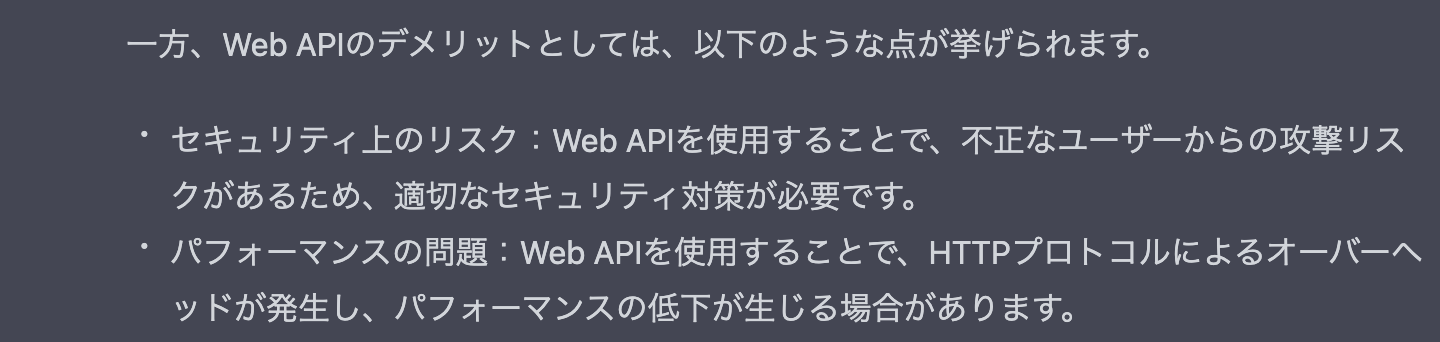 一方、Web APIのデメリットとしては、以下のような点が挙げられます。
・セキュリティ上のリスク：Web APIを使用することで、不正なユーザーからの攻撃リス
クがあるため、適切なセキュリティ対策が必要です。
・パフォーマンスの問題：Web APIを使用することで、HTTPプロトコルによるオーバーヘ
ッドが発生し、パフォーマンスの低下が生じる場合があります。